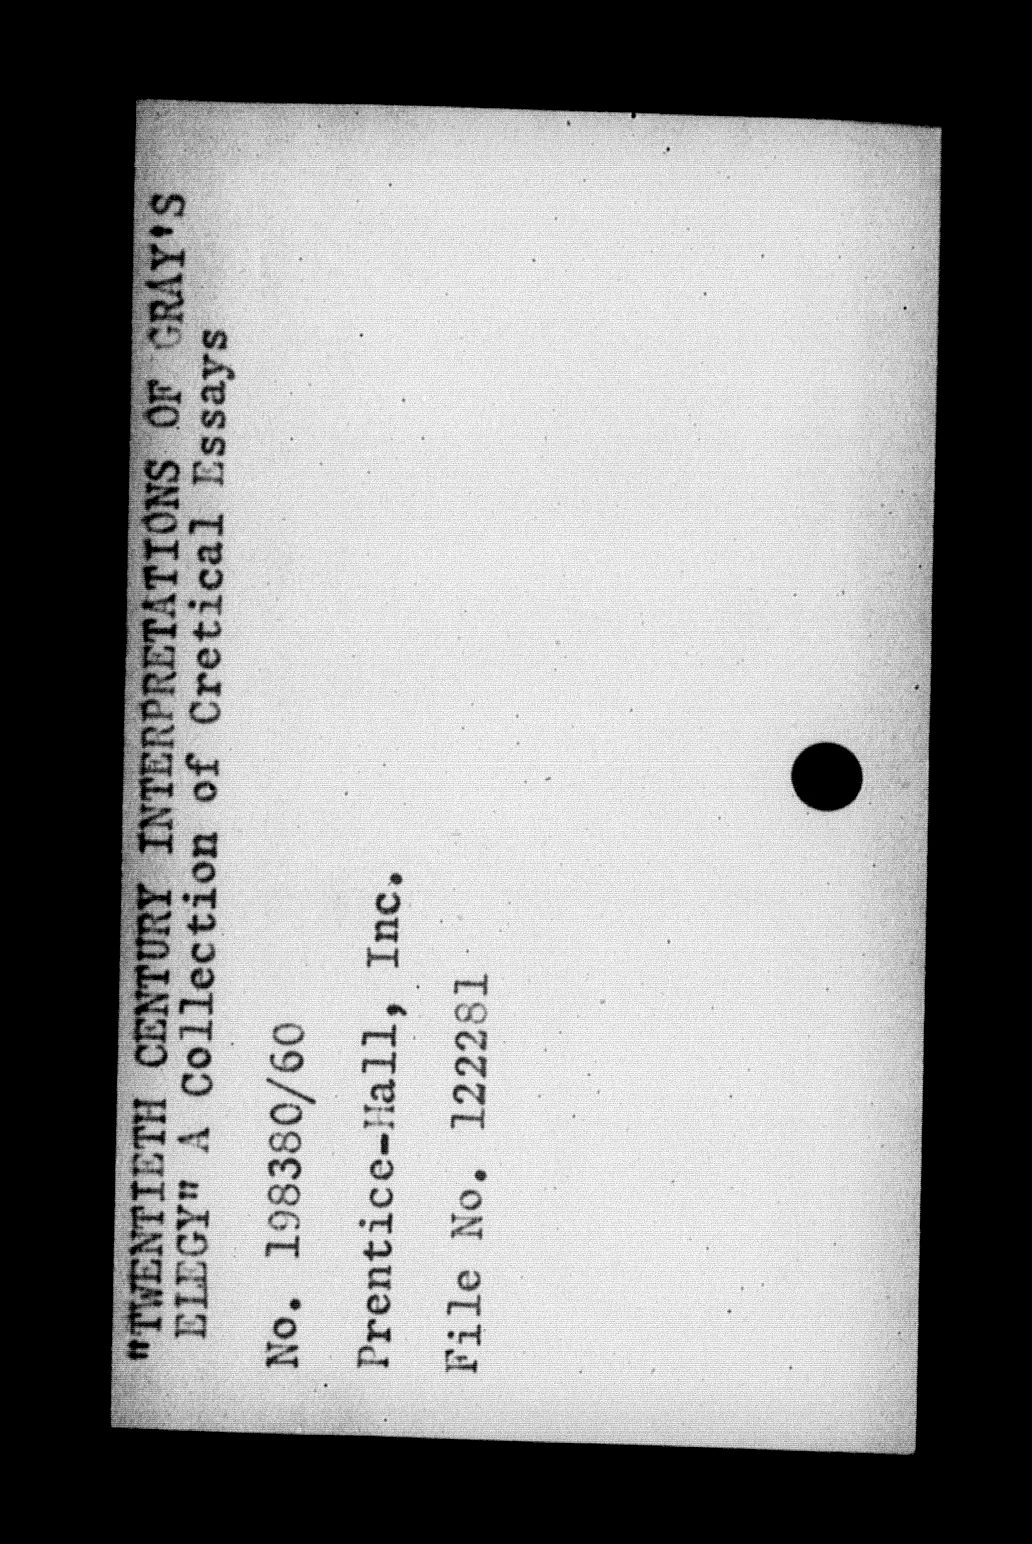 "TWENTIETH CENTURY INTERPRETATIONS OF GRAY'S
ELEGY" A Collection of Cretical Essays
No. 198380/60
Prentice-Hall, Inc.
File No. 122281